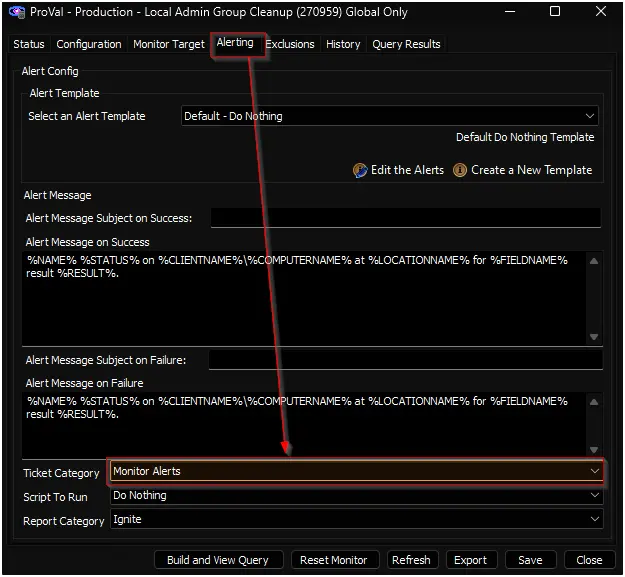 ProVal - Production - Local Admin Group Cleanup (270959) Global Only
Status Configuration Monitor Target Alerting Exclusions History Query Results
Alert Config
Alert Template
Select an Alert Template Default - Do Nothing
Default Do Nothing Template
Edit the Alerts Create a New Template
Alert Message
Alert Message Subject on Success:
Alert Message on Success
%NAME% %STATUS% on %CLIENTNAME%\%COMPUTERNAME% at %LOCATIONNAME% for %FIELDNAME%
result %RESULT%.
Alert Message Subject on Failure:
Alert Message on Failure
%NAME% %STATUS% on %CLIENTNAME%\%COMPUTERNAME% at %LOCATIONNAME% for %FIELDNAME%
result %RESULT%.
Ticket Category Monitor Alerts
Script To Run Do Nothing
Report Category Ignite
Build and View Query Reset Monitor Refresh Export Save Close